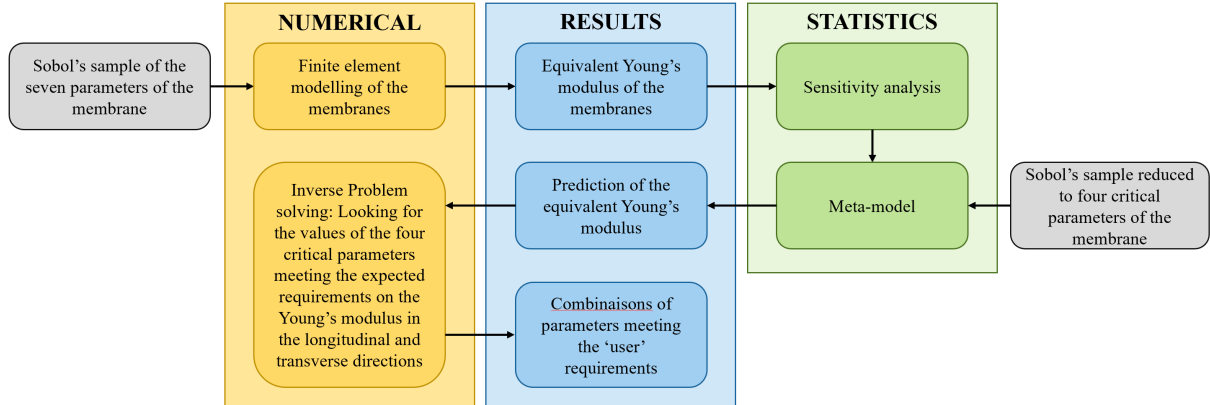 NUMERICAL
RESULTS
STATISTICS
Sobol’s sample of the
seven parameters of the
membrane
Finite element
modelling of the
membranes
Equivalent Young’s
modulus of the
membranes
Sensitivity analysis
Inverse Problem
solving: Looking for
the values of the four
critical parameters
meeting the expected
requirements on the
Young’s modulus in
the longitudinal and
transverse directions
Prediction of the
equivalent Young’s
modulus
Meta-model
Sobol’s sample reduced
to four critical
parameters of the
membrane
Combinaisons of
parameters meeting
the ‘user’
requirements